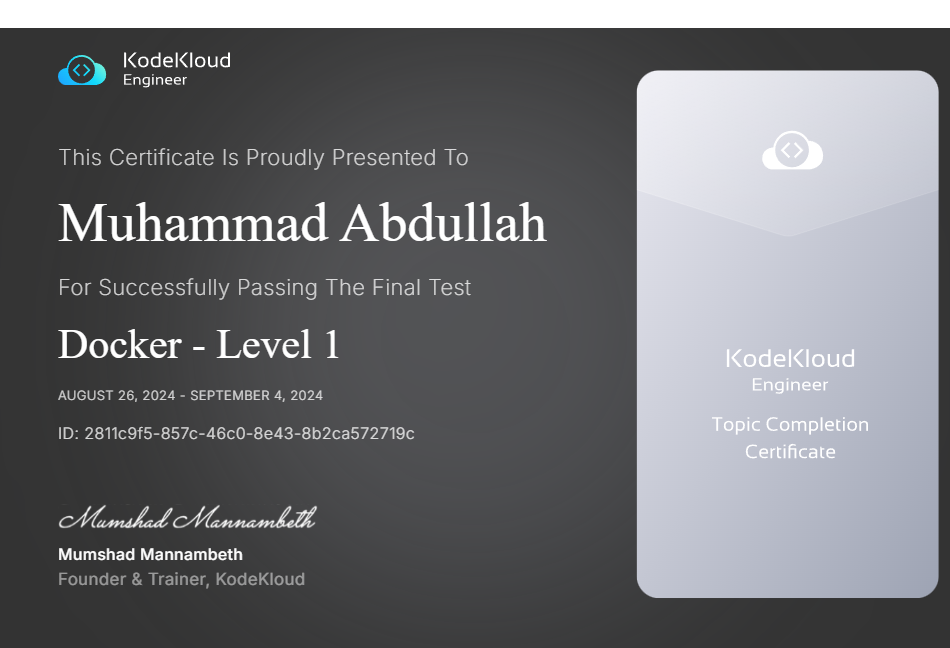 KodeKloud
Engineer
This Certificate Is Proudly Presented To
Muhammad Abdullah
For Successfully Passing The Final Test
Docker - Level 1
AUGUST 26, 2024 - SEPTEMBER 4, 2024
ID: 2811c9f5-857c-46c0-8e43-8b2ca572719c
Mumshad Mannambeth
Mumshad Mannambeth
Founder & Trainer, KodeKloud
KodeKloud
Engineer
Topic Completion
Certificate